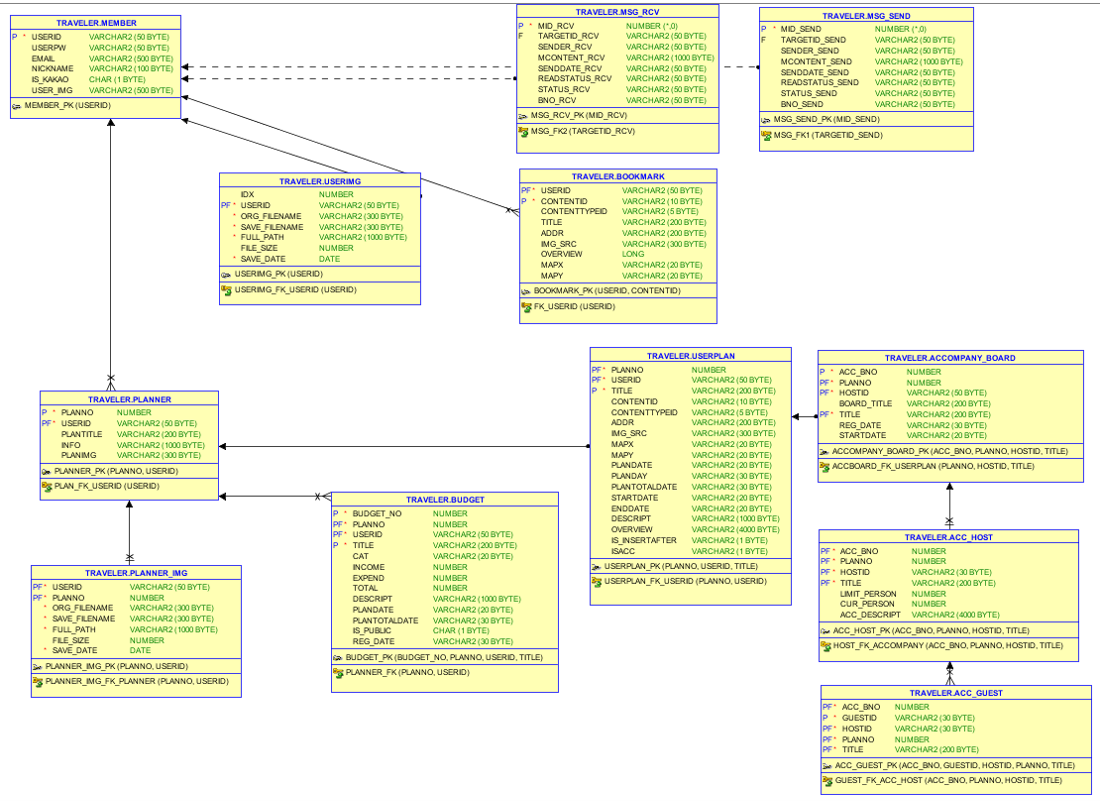 TRAVELER.MEMBER
P * USERID VARCHAR2 (50 BYTE)
USERPW VARCHAR2 (50 BYTE)
EMAIL VARCHAR2 (500 BYTE)
NICKNAME VARCHAR2 (100 BYTE)
IS_KAKAO CHAR (1 BYTE)
USER_IMG VARCHAR2 (500 BYTE)
MEMBER_PK (USERID)
TRAVELER.MSG_RCV
P * MID_RCV NUMBER (*,0)
F TARGETID_RCV VARCHAR2 (50 BYTE)
SENDER_RCV VARCHAR2 (50 BYTE)
MCONTENT_RCV VARCHAR2 (1000 BYTE)
SENDDATE_RCV VARCHAR2 (50 BYTE)
READSTATUS_RCV VARCHAR2 (50 BYTE)
STATUS_RCV VARCHAR2 (50 BYTE)
BNO_RCV VARCHAR2 (50 BYTE)
MSG_RCV_PK (MID_RCV)
MSG_FK2 (TARGETID_RCV)
TRAVELER.MSG_SEND
P * MID_SEND NUMBER (*,0)
F TARGETID_SEND VARCHAR2 (50 BYTE)
SENDER_SEND VARCHAR2 (50 BYTE)
MCONTENT_SEND VARCHAR2 (1000 BYTE)
SENDDATE_SEND VARCHAR2 (50 BYTE)
READSTATUS_SEND VARCHAR2 (50 BYTE)
STATUS_SEND VARCHAR2 (50 BYTE)
BNO_SEND VARCHAR2 (50 BYTE)
MSG_SEND_PK (MID_SEND)
MSG_FK1 (TARGETID_SEND)
TRAVELER.USERIMG
IDX NUMBER
PF * USERID VARCHAR2 (50 BYTE)
* ORG_FILENAME VARCHAR2 (300 BYTE)
* SAVE_FILENAME VARCHAR2 (300 BYTE)
* FULL_PATH VARCHAR2 (1000 BYTE)
FILE_SIZE NUMBER
* SAVE_DATE DATE
USERIMG_PK (USERID)
USERIMG_FK_USERID (USERID)
TRAVELER.BOOKMARK
PF * USERID VARCHAR2 (50 BYTE)
P * CONTENTID VARCHAR2 (10 BYTE)
CONTENTTYPEID VARCHAR2 (5 BYTE)
TITLE VARCHAR2 (200 BYTE)
ADDR VARCHAR2 (200 BYTE)
IMG_SRC VARCHAR2 (300 BYTE)
OVERVIEW LONG
MAPX VARCHAR2 (20 BYTE)
MAPY VARCHAR2 (20 BYTE)
BOOKMARK_PK (USERID, CONTENTID)
FK_USERID (USERID)
TRAVELER.PLANNER
P * PLANNO NUMBER
PF * USERID VARCHAR2 (50 BYTE)
PLANTITLE VARCHAR2 (200 BYTE)
INFO VARCHAR2 (1000 BYTE)
PLANIMG VARCHAR2 (300 BYTE)
PLANNER_PK (PLANNO, USERID)
PLAN_FK_USERID (USERID)
TRAVELER.USERPLAN
PF * PLANNO NUMBER
PF * USERID VARCHAR2 (50 BYTE)
P * TITLE VARCHAR2 (200 BYTE)
CONTENTID VARCHAR2 (10 BYTE)
CONTENTTYPEID VARCHAR2 (5 BYTE)
ADDR VARCHAR2 (200 BYTE)
IMG_SRC VARCHAR2 (300 BYTE)
MAPX VARCHAR2 (20 BYTE)
MAPY VARCHAR2 (20 BYTE)
PLANDATE VARCHAR2 (20 BYTE)
PLANDAY VARCHAR2 (30 BYTE)
PLANTOTALDATE VARCHAR2 (30 BYTE)
STARTDATE VARCHAR2 (20 BYTE)
ENDDATE VARCHAR2 (20 BYTE)
DESCRIPT VARCHAR2 (1000 BYTE)
OVERVIEW VARCHAR2 (4000 BYTE)
IS_INSERTAFTER VARCHAR2 (1 BYTE)
ISACC VARCHAR2 (1 BYTE)
USERPLAN_PK (PLANNO, USERID, TITLE)
USERPLAN_FK_USERID (PLANNO, USERID)
TRAVELER.ACCOMPANY_BOARD
P * ACC_BNO NUMBER
PF * PLANNO NUMBER
PF * HOSTID VARCHAR2 (50 BYTE)
BOARD_TITLE VARCHAR2 (200 BYTE)
PF * TITLE VARCHAR2 (200 BYTE)
REG_DATE VARCHAR2 (30 BYTE)
STARTDATE VARCHAR2 (20 BYTE)
ACCOMPANY_BOARD_PK (ACC_BNO, PLANNO, HOSTID, TITLE)
ACCBOARD_FK_USERPLAN (PLANNO, HOSTID, TITLE)
TRAVELER.BUDGET
P * BUDGET_NO NUMBER
PF * PLANNO NUMBER
PF * USERID VARCHAR2 (50 BYTE)
P * TITLE VARCHAR2 (200 BYTE)
CAT VARCHAR2 (20 BYTE)
INCOME NUMBER
EXPEND NUMBER
TOTAL NUMBER
DESCRIPT VARCHAR2 (1000 BYTE)
PLANDATE VARCHAR2 (20 BYTE)
PLANTOTALDATE VARCHAR2 (30 BYTE)
IS_PUBLIC CHAR (1 BYTE)
REG_DATE VARCHAR2 (30 BYTE)
BUDGET_PK (BUDGET_NO, PLANNO, USERID, TITLE)
PLANNER_FK (PLANNO, USERID)
TRAVELER.PLANNER_IMG
PF * USERID VARCHAR2 (50 BYTE)
PF * PLANNO NUMBER
* ORG_FILENAME VARCHAR2 (300 BYTE)
* SAVE_FILENAME VARCHAR2 (300 BYTE)
* FULL_PATH VARCHAR2 (1000 BYTE)
FILE_SIZE NUMBER
* SAVE_DATE DATE
PLANNER_IMG_PK (PLANNO, USERID)
PLANNER_IMG_FK_PLANNER (PLANNO, USERID)
TRAVELER.ACC_HOST
PF * ACC_BNO NUMBER
PF * PLANNO NUMBER
PF * HOSTID VARCHAR2 (30 BYTE)
PF * TITLE VARCHAR2 (200 BYTE)
LIMIT_PERSON NUMBER
CUR_PERSON NUMBER
ACC_DESCRIPT VARCHAR2 (4000 BYTE)
ACC_HOST_PK (ACC_BNO, PLANNO, HOSTID, TITLE)
HOST_FK_ACCOMPANY (ACC_BNO, PLANNO, HOSTID, TITLE)
TRAVELER.ACC_GUEST
PF * ACC_BNO NUMBER
P * GUESTID VARCHAR2 (30 BYTE)
PF * HOSTID VARCHAR2 (30 BYTE)
PF * PLANNO NUMBER
PF * TITLE VARCHAR2 (200 BYTE)
ACC_GUEST_PK (ACC_BNO, GUESTID, HOSTID, PLANNO, TITLE)
GUEST_FK_ACC_HOST (ACC_BNO, PLANNO, HOSTID, TITLE)